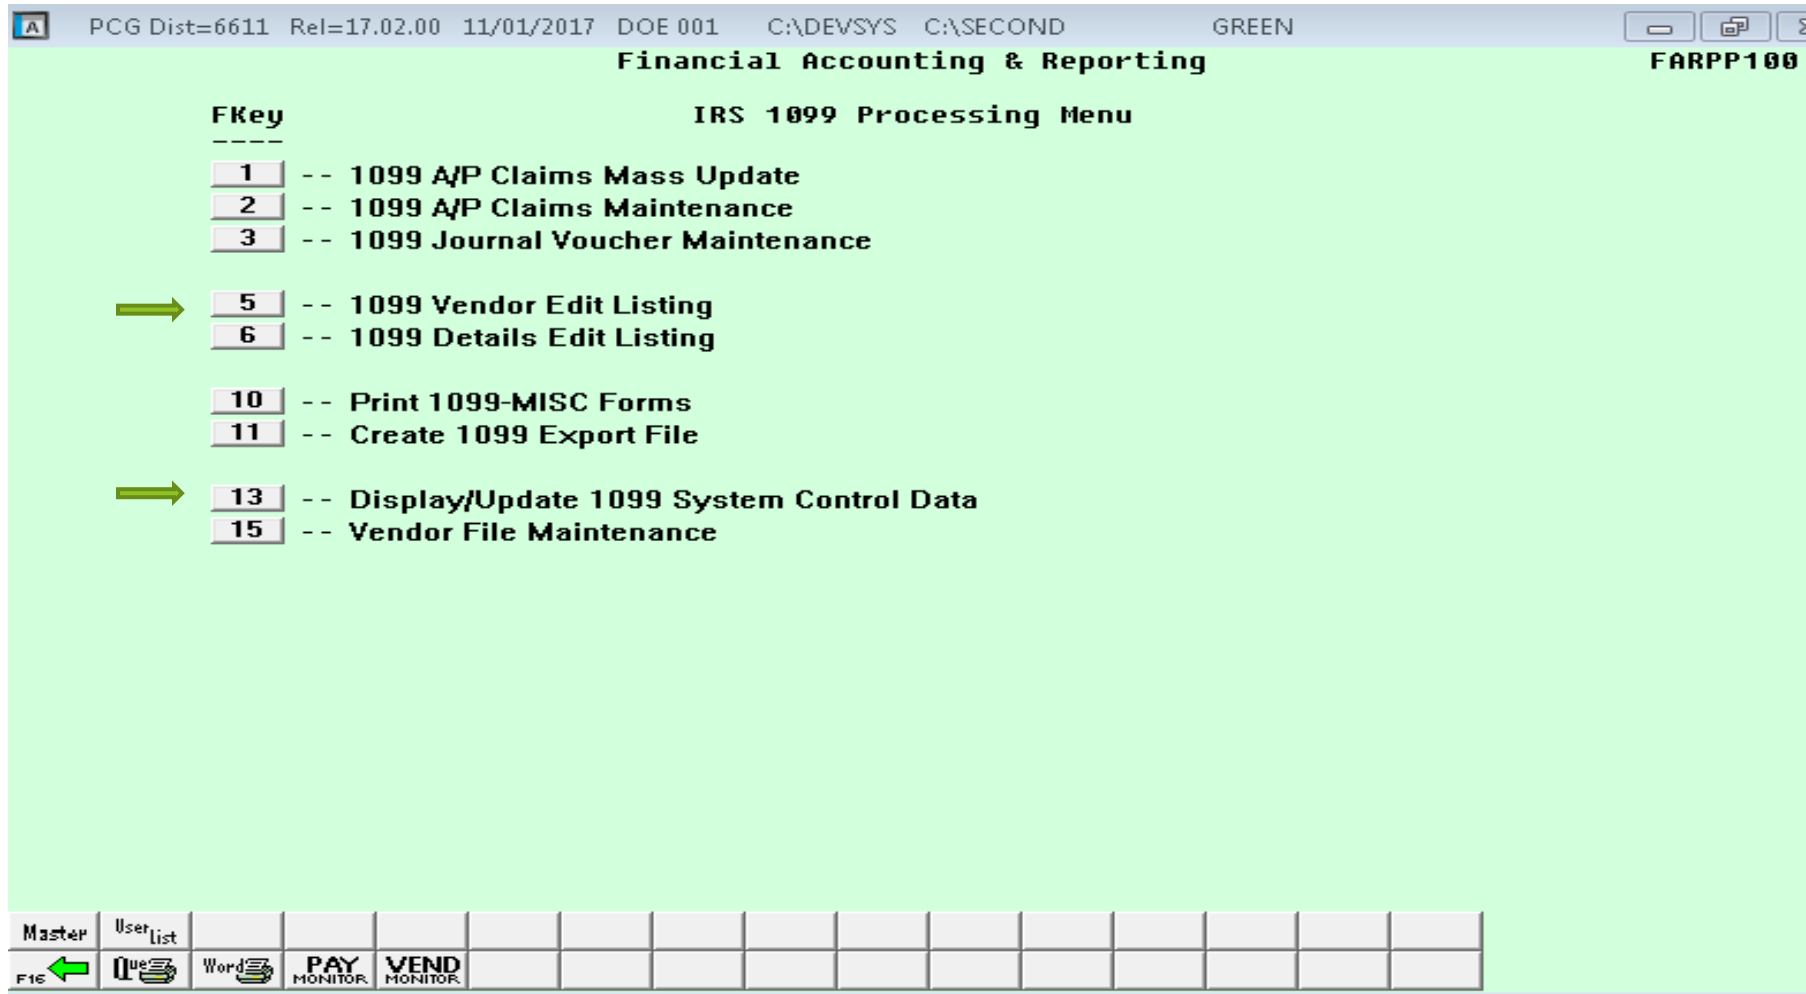 A PCG Dist=6611 Rel=17.02.00 11/01/2017 DOE 001 C:\DEVSYS C:\SECOND GREEN
Financial Accounting & Reporting FARPP100
FKey IRS 1099 Processing Menu
----
1 -- 1099 A/P Claims Mass Update
2 -- 1099 A/P Claims Maintenance
3 -- 1099 Journal Voucher Maintenance
5 -- 1099 Vendor Edit Listing
6 -- 1099 Details Edit Listing
10 -- Print 1099-MISC Forms
11 -- Create 1099 Export File
13 -- Display/Update 1099 System Control Data
15 -- Vendor File Maintenance
Master User List
F16 Que Word PAY MONITOR VEND MONITOR